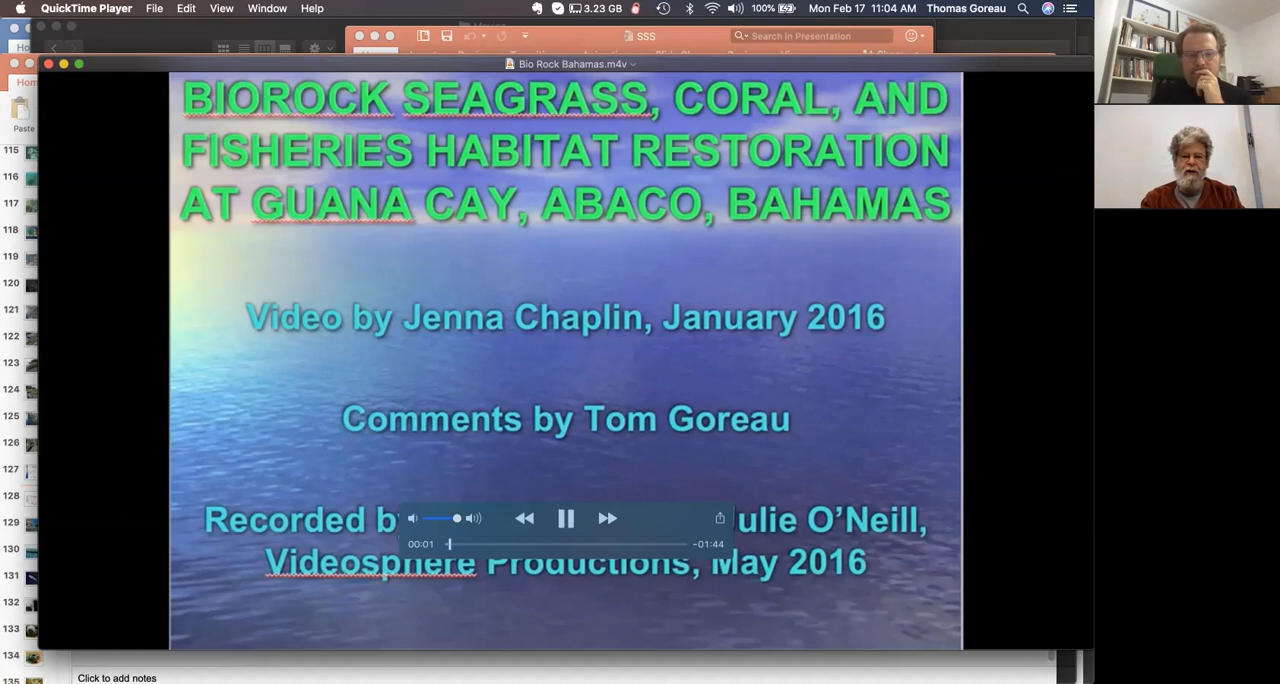 QuickTime Player File Edit View Window Help 3.23 GB 100% Mon Feb 17 11:04 AM Thomas Goreau
SSS
Search in Presentation
Bio Rock Bahamas.m4v
Ho
Hom
Paste
115
116
117
118
119
120
121
122
123
124
125
126
127
128
129
130
131
132
133
134
135
BIOROCK SEAGRASS, CORAL, AND
FISHERIES HABITAT RESTORATION
AT GUANA CAY, ABACO, BAHAMAS
Video by Jenna Chaplin, January 2016
Comments by Tom Goreau
Recorded b ulie O'Neill,
00:01 -01:44
Videosphere Productions, May 2016
Click to add notes